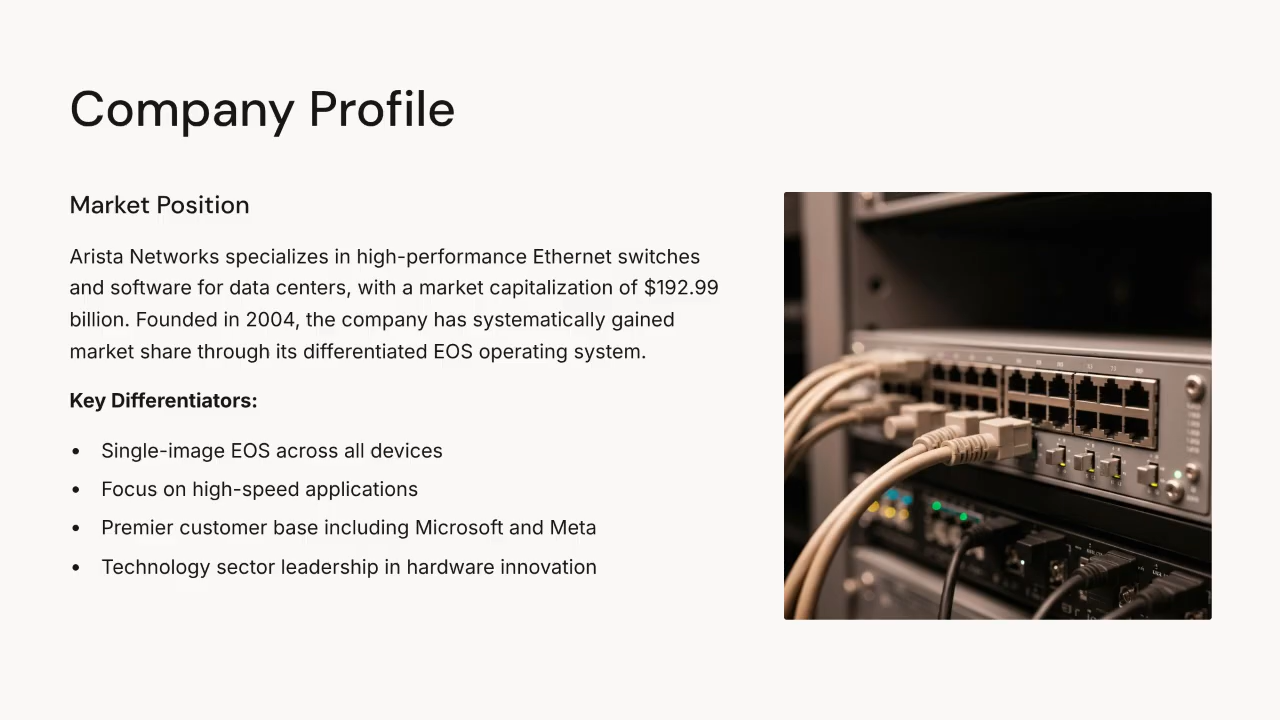 Company Profile
Market Position
Arista Networks specializes in high-performance Ethernet switches
and software for data centers, with a market capitalization of $192.99
billion. Founded in 2004, the company has systematically gained
market share through its differentiated EOS operating system.
Key Differentiators:
• Single-image EOS across all devices
• Focus on high-speed applications
• Premier customer base including Microsoft and Meta
• Technology sector leadership in hardware innovation